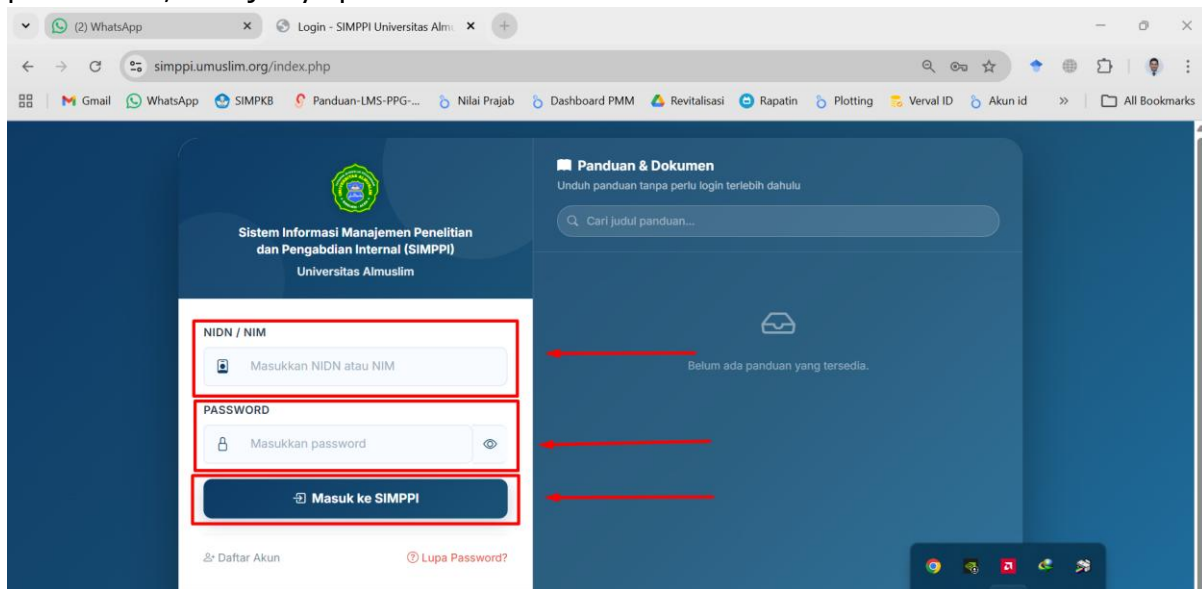 (2) WhatsApp
Login - SIMPPI Universitas Alm
simppi.umuslim.org/index.php
Gmail
WhatsApp
SIMPKB
Panduan-LMS-PPG-...
Nilai Prajab
Dashboard PMM
Revitalisasi
Rapatin
Plotting
Verval ID
Akun id
»
All Bookmarks
Sistem Informasi Manajemen Penelitian
dan Pengabdian Internal (SIMPPI)
Universitas Almuslim
NIDN / NIM
Masukkan NIDN atau NIM
PASSWORD
Masukkan password
Masuk ke SIMPPI
Daftar Akun
Lupa Password?
Panduan & Dokumen
Unduh panduan tanpa perlu login terlebih dahulu
Cari judul panduan...
Belum ada panduan yang tersedia.